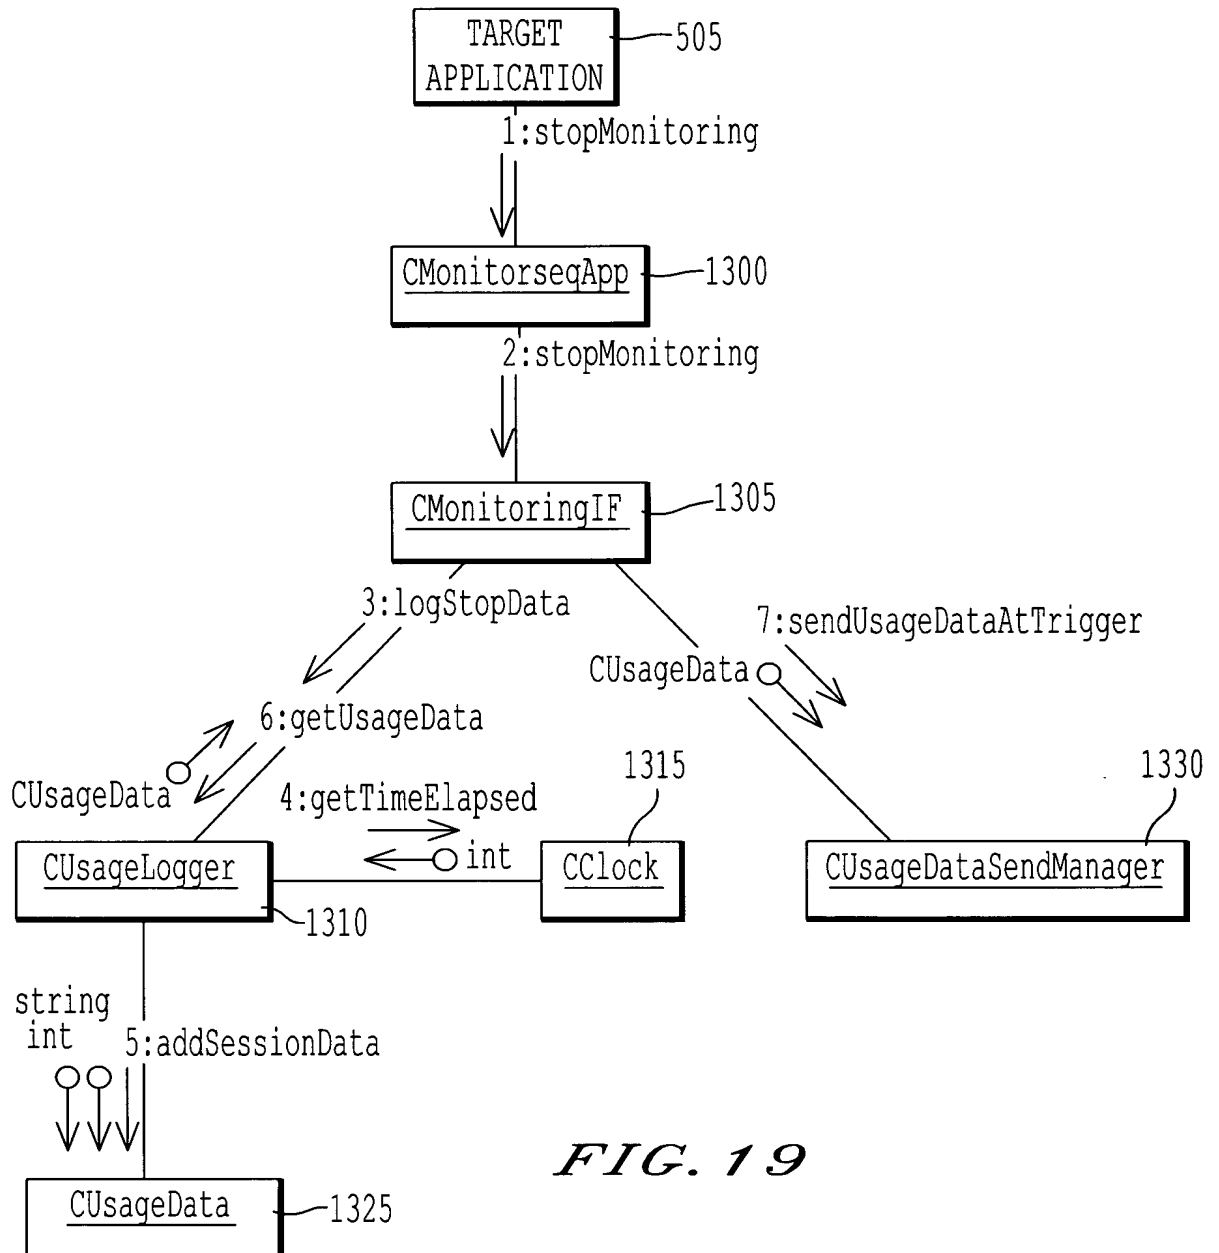 TARGET
APPLICATION
505
1:stopMonitoring
CMonitorseqApp
1300
2:stopMonitoring
CMonitoringIF
1305
3:logStopData
7:sendUsageDataAtTrigger
CUsageData
6:getUsageData
CUsageData
4:getTimeElapsed
int
1315
1330
CUsageLogger
CClock
CUsageDataSendManager
1310
string
int
5:addSessionData
CUsageData
1325
FIG. 19